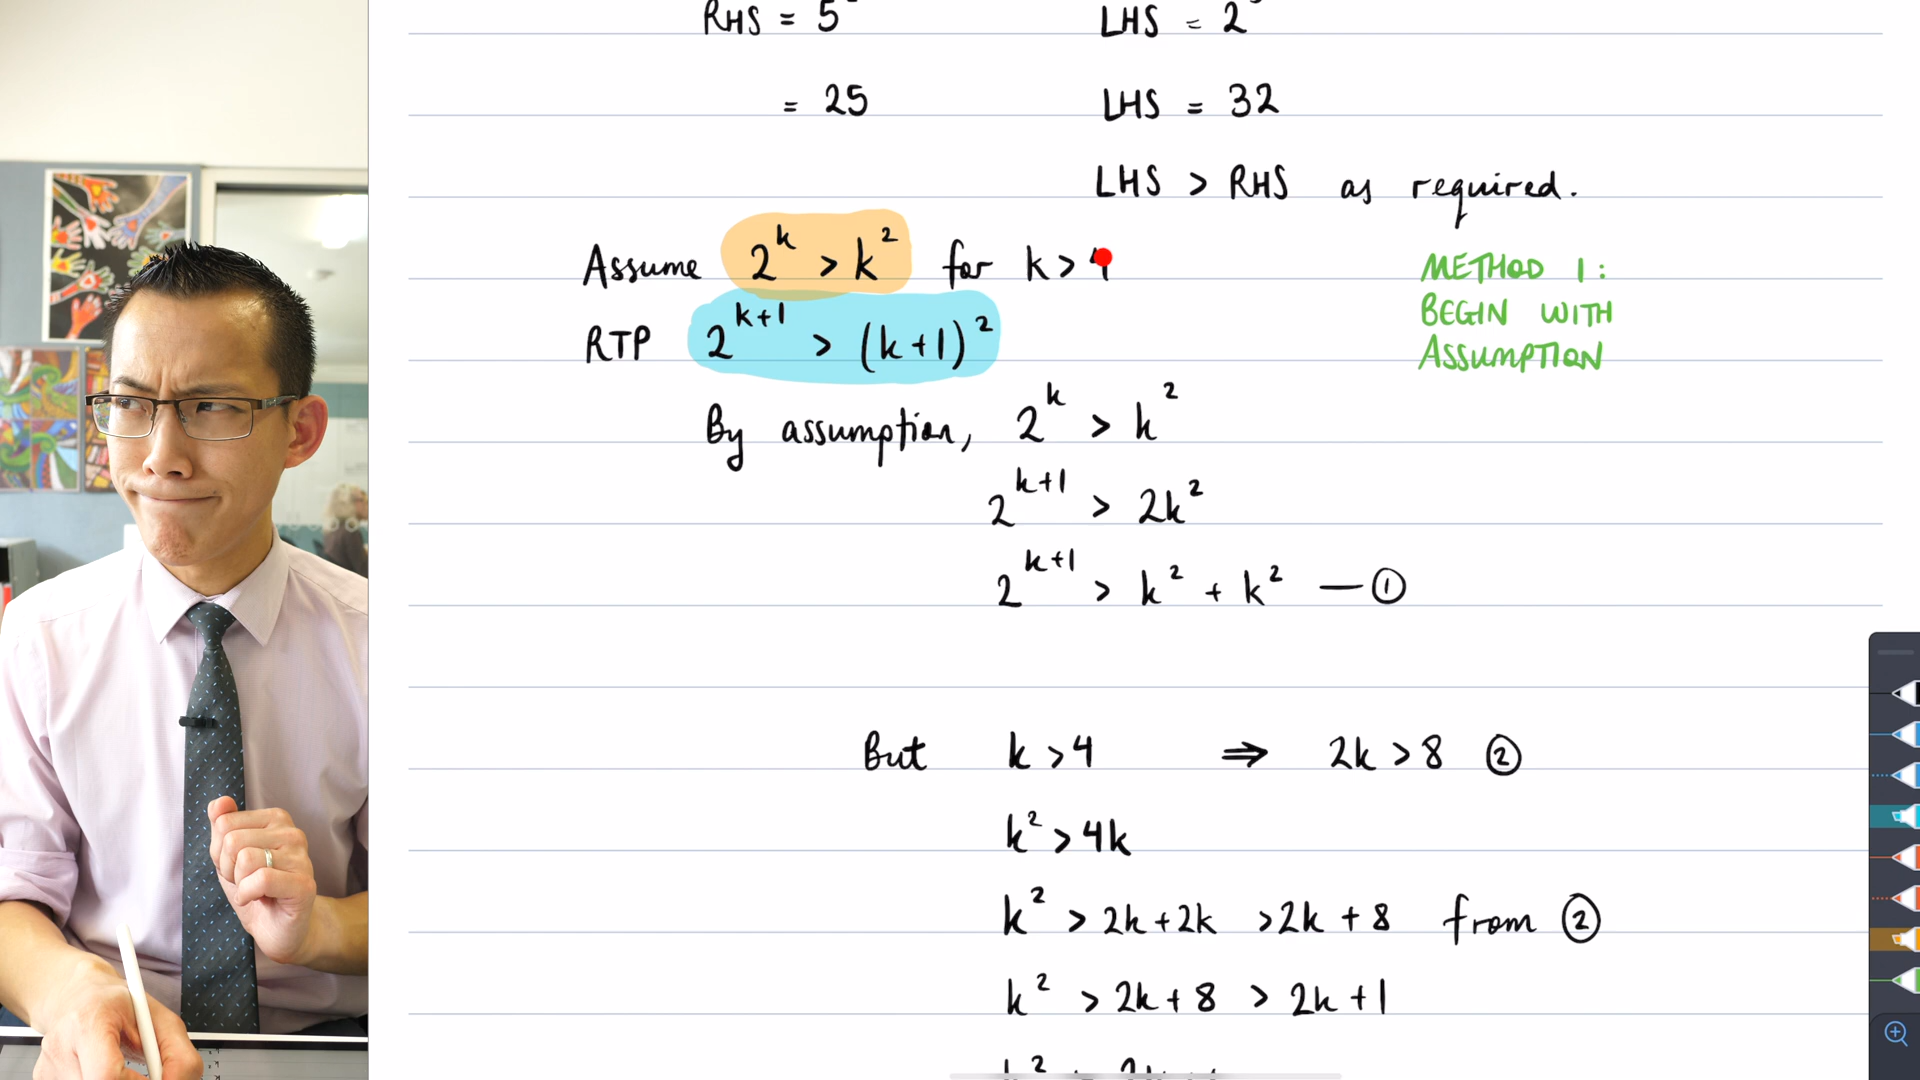 RHS = 5
LHS = 2
= 25
LHS = 32
LHS > RHS as required.
Assume 2^k > k^2 for k > 4
METHOD 1:
BEGIN WITH
ASSUMPTION
RTP 2^{k+1} > (k+1)^2
By assumption, 2^k > k^2
2^{k+1} > 2k^2
2^{k+1} > k^2 + k^2 — ①
But k > 4 ⇒ 2k > 8 ②
k^2 > 4k
k^2 > 2k + 2k > 2k + 8 from ②
k^2 > 2k + 8 > 2k + 1